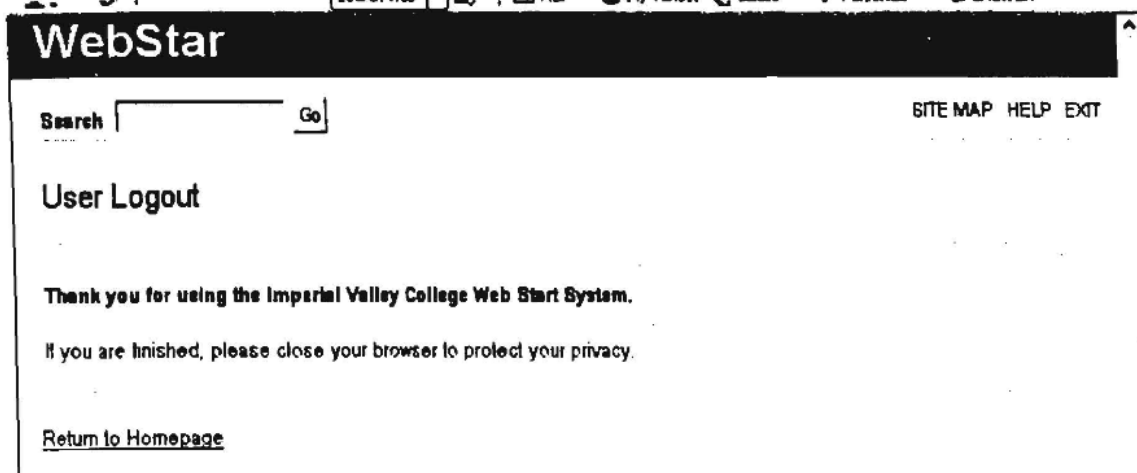 WebStar
Search Go SITE MAP HELP EXIT
User Logout
Thank you for using the Imperial Valley College Web Start System.
If you are finished, please close your browser to protect your privacy.
Return to Homepage